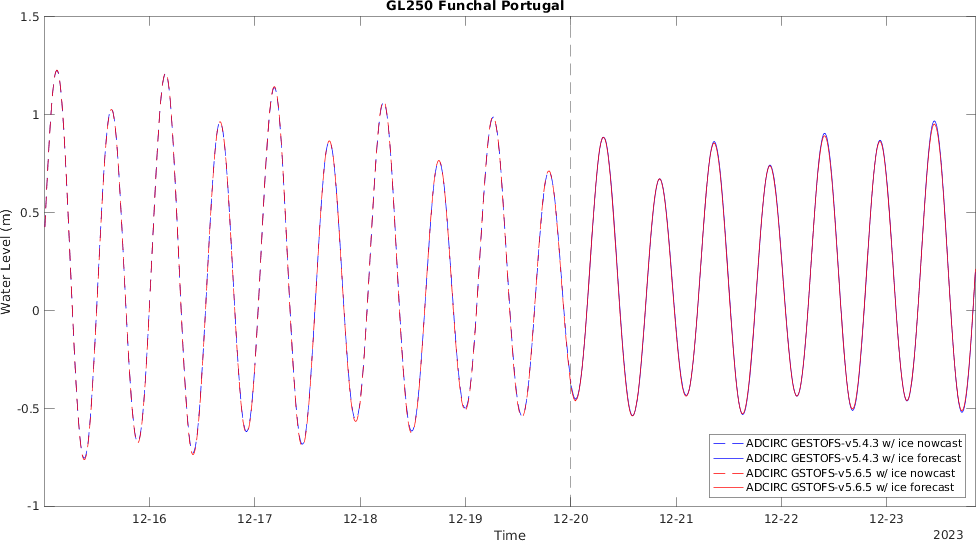 GL250 Funchal Portugal
1.5
1
0.5
0
-0.5
-1
Water Level (m)
12-16
12-17
12-18
12-19
12-20
12-21
12-22
12-23
Time
2023
ADCIRC GESTOFS-v5.4.3 w/ ice nowcast
ADCIRC GESTOFS-v5.4.3 w/ ice forecast
ADCIRC GSTOFS-v5.6.5 w/ ice nowcast
ADCIRC GSTOFS-v5.6.5 w/ ice forecast